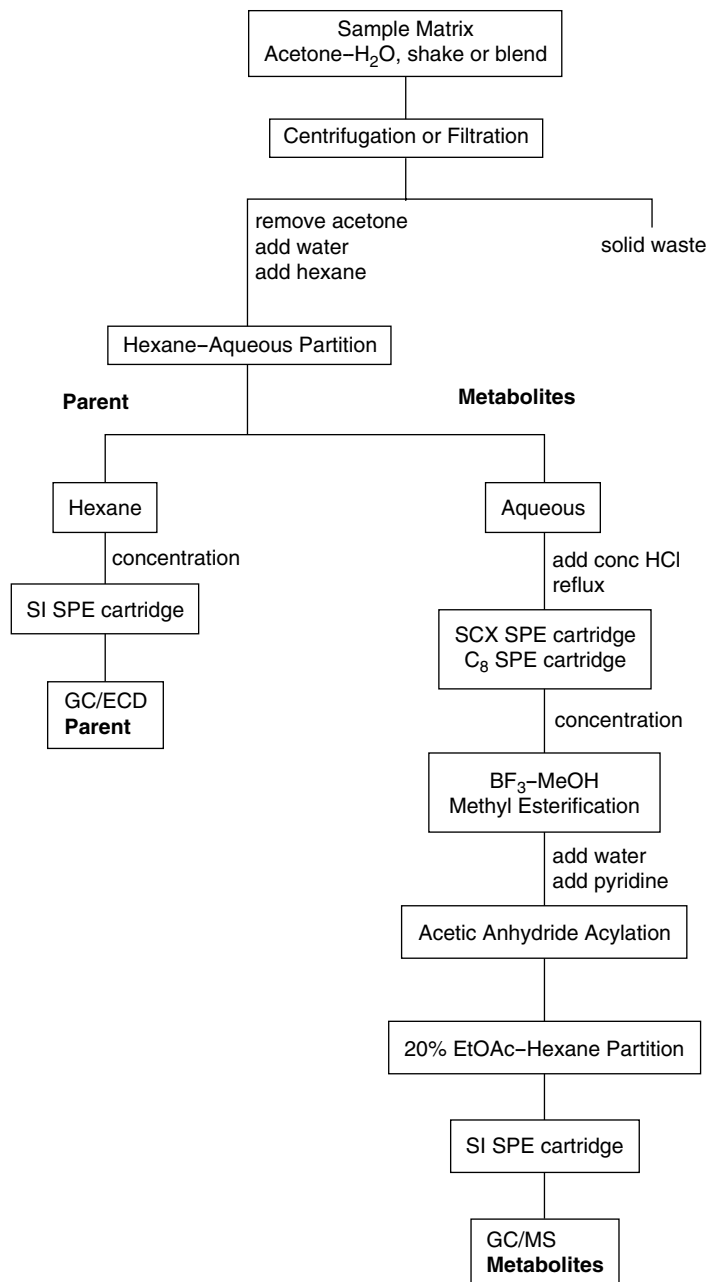 Sample Matrix
Acetone–H₂O, shake or blend
Centrifugation or Filtration
remove acetone
add water
add hexane
solid waste
Hexane–Aqueous Partition
Parent
Metabolites
Hexane
Aqueous
concentration
add conc HCl
reflux
SI SPE cartridge
SCX SPE cartridge
C₈ SPE cartridge
GC/ECD
Parent
concentration
BF₃–MeOH
Methyl Esterification
add water
add pyridine
Acetic Anhydride Acylation
20% EtOAc–Hexane Partition
SI SPE cartridge
GC/MS
Metabolites